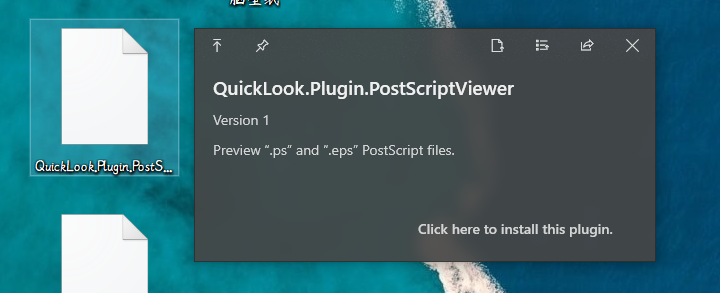 QuickLook.Plugin.PostScriptViewer
Version 1
Preview “.ps” and “.eps” PostScript files.
Click here to install this plugin.
QuickLook.Plugin.PostS...